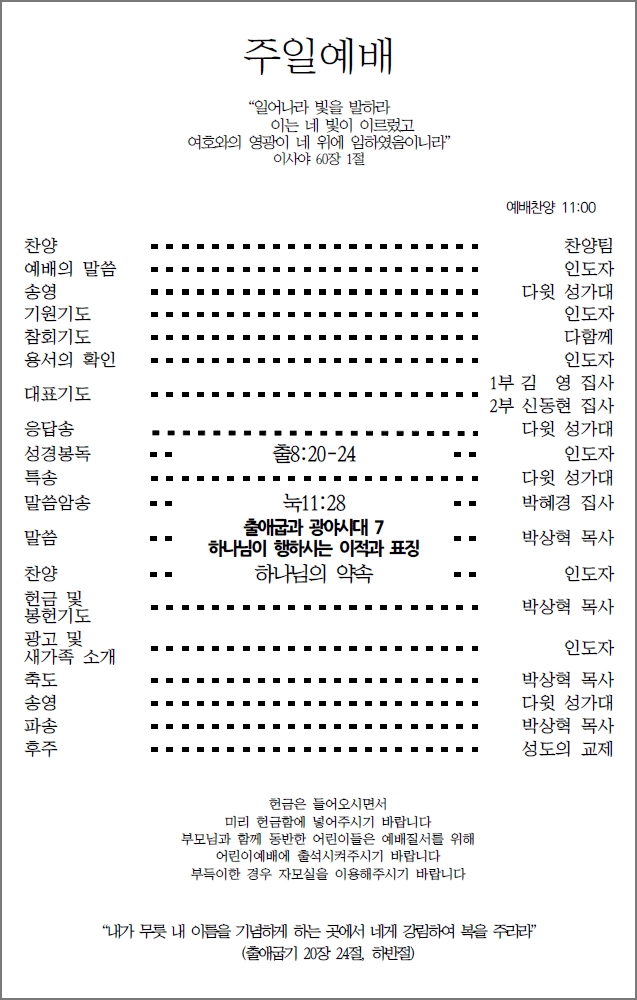 주일예배
“일어나라 빛을 발하라
이는 네 빛이 이르렀고
여호와의 영광이 네 위에 임하였음이니라”
이사야 60장 1절
예배찬양 11:00
찬양 찬양팀
예배의 말씀 인도자
송영 다윗 성가대
기원기도 인도자
참회기도 다함께
용서의 확인 인도자
대표기도 1부 김 영 집사
2부 신동현 집사
응답송 다윗 성가대
성경봉독 출8:20-24 인도자
특송 다윗 성가대
말씀암송 눅11:28 박혜경 집사
말씀 출애굽과 광야시대 7 박상혁 목사
하나님이 행하시는 이적과 표징
찬양 하나님의 약속 인도자
헌금 및
봉헌기도 박상혁 목사
광고 및
새가족 소개 인도자
축도 박상혁 목사
송영 다윗 성가대
파송 박상혁 목사
후주 성도의 교제
헌금은 들어오시면서
미리 헌금함에 넣어주시기 바랍니다
부모님과 함께 동반한 어린이들은 예배질서를 위해
어린이예배에 출석시켜주시기 바랍니다
부득이한 경우 자모실을 이용해주시기 바랍니다
“내가 무릇 내 이름을 기념하게 하는 곳에서 네게 강림하여 복을 주리라”
(출애굽기 20장 24절, 하반절)